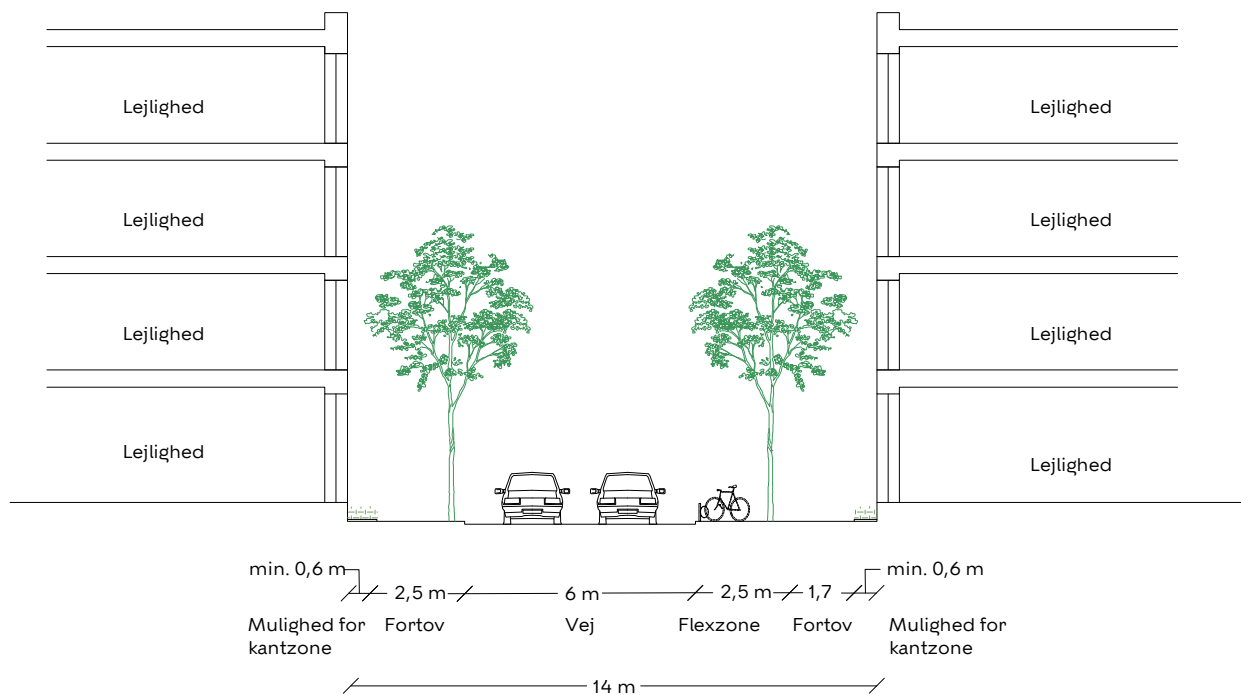 Lejlighed
Lejlighed
Lejlighed
Lejlighed
Lejlighed
Lejlighed
Lejlighed
Lejlighed
min. 0,6 m
min. 0,6 m
2,5 m
6 m
2,5 m
1,7
Mulighed for
kantzone
Fortov
Vej
Flexzone
Fortov
Mulighed for
kantzone
14 m